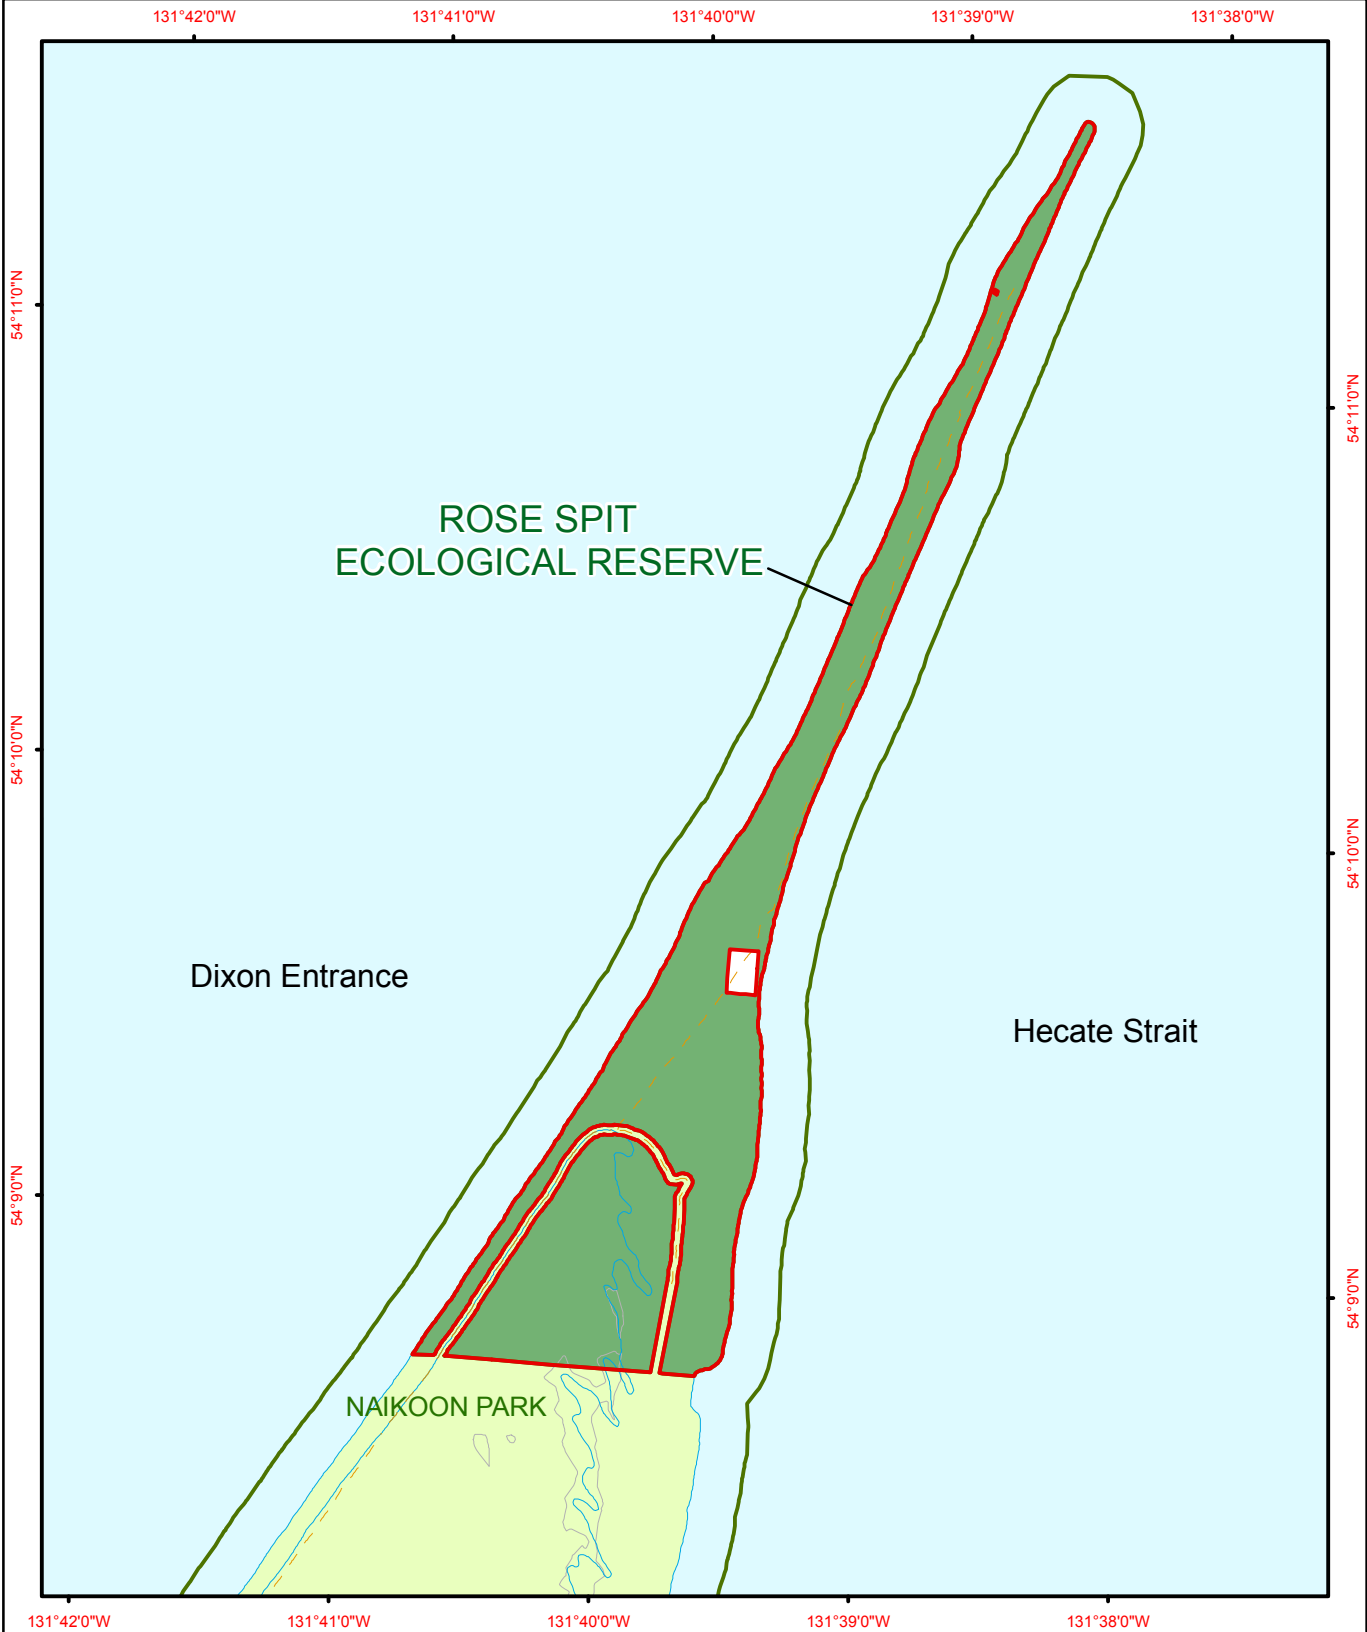 131°42'0"W 131°41'0"W 131°40'0"W 131°39'0"W 131°38'0"W
54°11'0"N
54°11'0"N
ROSE SPIT
ECOLOGICAL RESERVE
54°10'0"N
54°10'0"N
Dixon Entrance
Hecate Strait
54°9'0"N
54°9'0"N
NAIKOON PARK
131°42'0"W 131°41'0"W 131°40'0"W 131°39'0"W 131°38'0"W